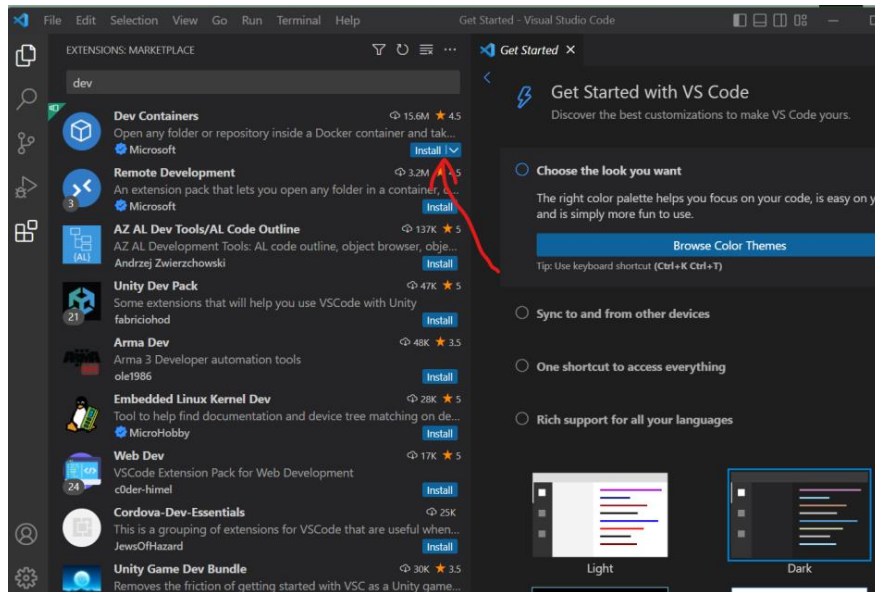 File Edit Selection View Go Run Terminal Help
Get Started - Visual Studio Code
EXTENSIONS: MARKETPLACE
dev
Dev Containers 15.6M 4.5
Open any folder or repository inside a Docker container and tak...
Microsoft Install
Remote Development 3.2M 4.5
An extension pack that lets you open any folder in a container, o...
3
Microsoft Install
AZ AL Dev Tools/AL Code Outline 137K 5
AZ AL Development Tools: AL code outline, object browser, obje...
{AL}
Andrzej Zwierzchowski Install
Unity Dev Pack 47K 5
Some extensions that will help you use VSCode with Unity
21
fabriciohod Install
Arma Dev 48K 3.5
Arma 3 Developer automation tools
ole1986 Install
Embedded Linux Kernel Dev 28K 5
Tool to help find documentation and device tree matching on de...
MicroHobby Install
Web Dev 17K 5
VSCode Extension Pack for Web Development
24
c0der-himel Install
Cordova-Dev-Essentials 25K
This is a grouping of extensions for VSCode that are useful when...
JewsOfHazard Install
Unity Game Dev Bundle 30K 3.5
Removes the friction of getting started with VSC as a Unity game...
Get Started
Get Started with VS Code
Discover the best customizations to make VS Code yours.
Choose the look you want
The right color palette helps you focus on your code, is easy on y
and is simply more fun to use.
Browse Color Themes
Tip: Use keyboard shortcut (Ctrl+K Ctrl+T)
Sync to and from other devices
One shortcut to access everything
Rich support for all your languages
Light
Dark